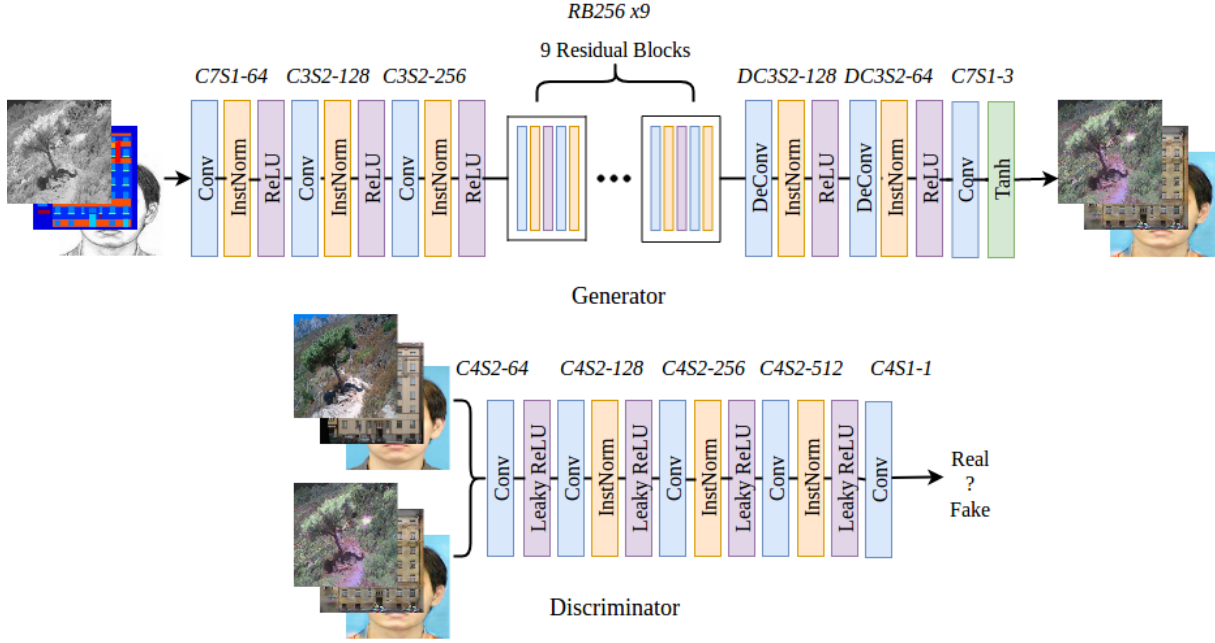 RB256 x9
9 Residual Blocks
C7S1-64 C3S2-128 C3S2-256 DC3S2-128 DC3S2-64 C7S1-3
Conv InstNorm ReLU Conv InstNorm ReLU Conv InstNorm ReLU DeConv InstNorm ReLU DeConv InstNorm ReLU Conv Tanh
Generator
C4S2-64 C4S2-128 C4S2-256 C4S2-512 C4S1-1
Conv Leaky ReLU Conv InstNorm Leaky ReLU Conv InstNorm Leaky ReLU Conv InstNorm Leaky ReLU Conv
Real
?
Fake
Discriminator